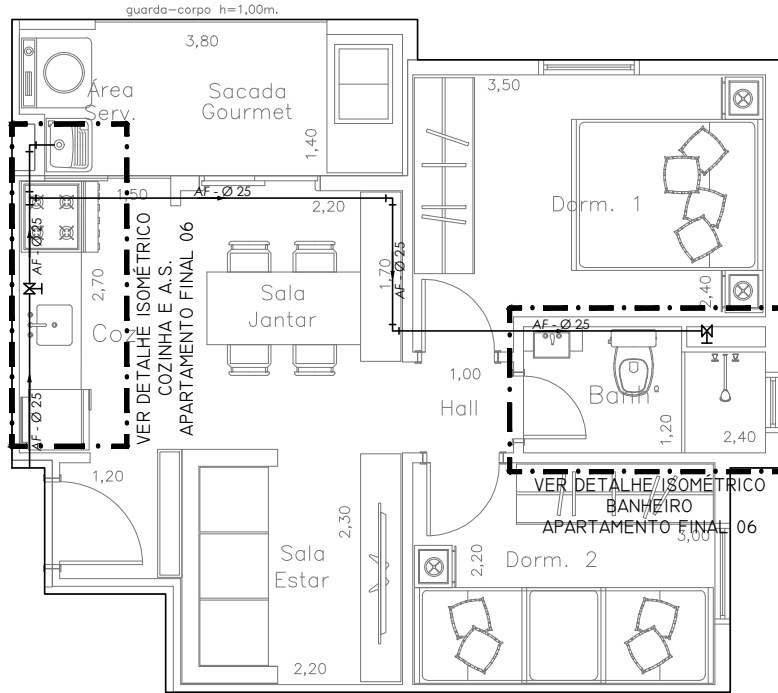 guarda-corpo h=1,00m.
3,80
Área
Serv.
Sacada
Gourmet
1,40
3,50
Dorm. 1
2,40
1,50
AF - Ø 25
2,20
AF - Ø 25
2,70
Coz
AF - Ø 25
VER DETALHE ISOMÉTRICO
COZINHA E A.S.
APARTAMENTO FINAL 06
Sala
Jantar
1,70
AF - Ø 25
AF - Ø 25
1,00
Hall
Banh
1,20
2,40
1,20
VER DETALHE ISOMÉTRICO
BANHEIRO
APARTAMENTO FINAL 06
3,00
2,30
Sala
Estar
2,20
2,20
Dorm. 2